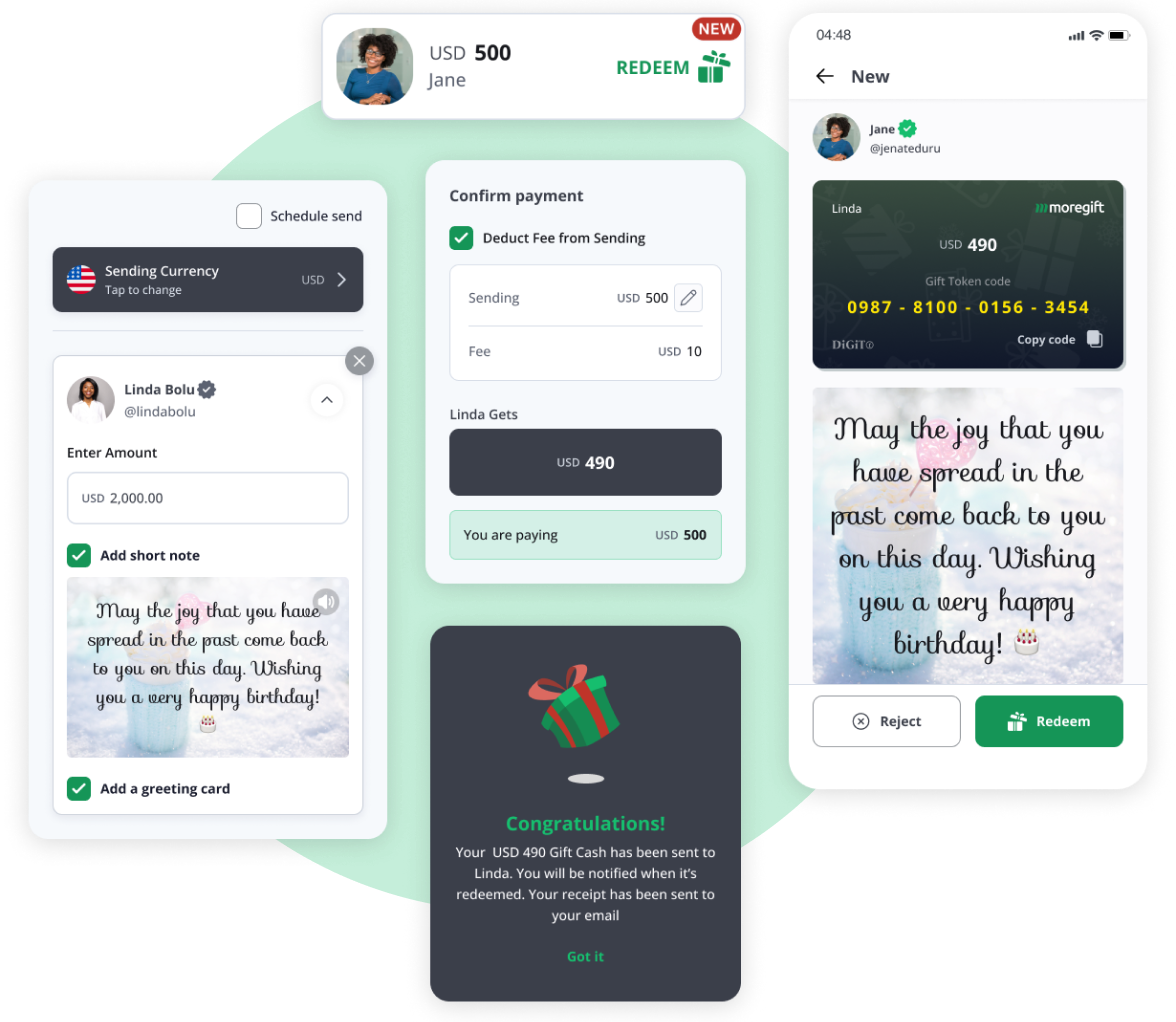 NEW
USD 500
Jane
REDEEM
Schedule send
Sending Currency
Tap to change
USD
Linda Bolu
@lindabolu
Enter Amount
USD 2,000.00
Add short note
May the joy that you have
spread in the past come back
to you on this day. Wishing
you a very happy birthday!
🎂
Add a greeting card
Confirm payment
Deduct Fee from Sending
Sending USD 500
Fee USD 10
Linda Gets
USD 490
You are paying USD 500
Congratulations!
Your USD 490 Gift Cash has been sent to
Linda. You will be notified when it's
redeemed. Your receipt has been sent to
your email
Got it
04:48
New
Jane
@jenateduru
Linda
moregift
USD 490
Gift Token code
0987 - 8100 - 0156 - 3454
Copy code
DiGiT
May the joy that you
have spread in the
past come back to you
on this day. Wishing
you a very happy
birthday! 🎂
Reject
Redeem